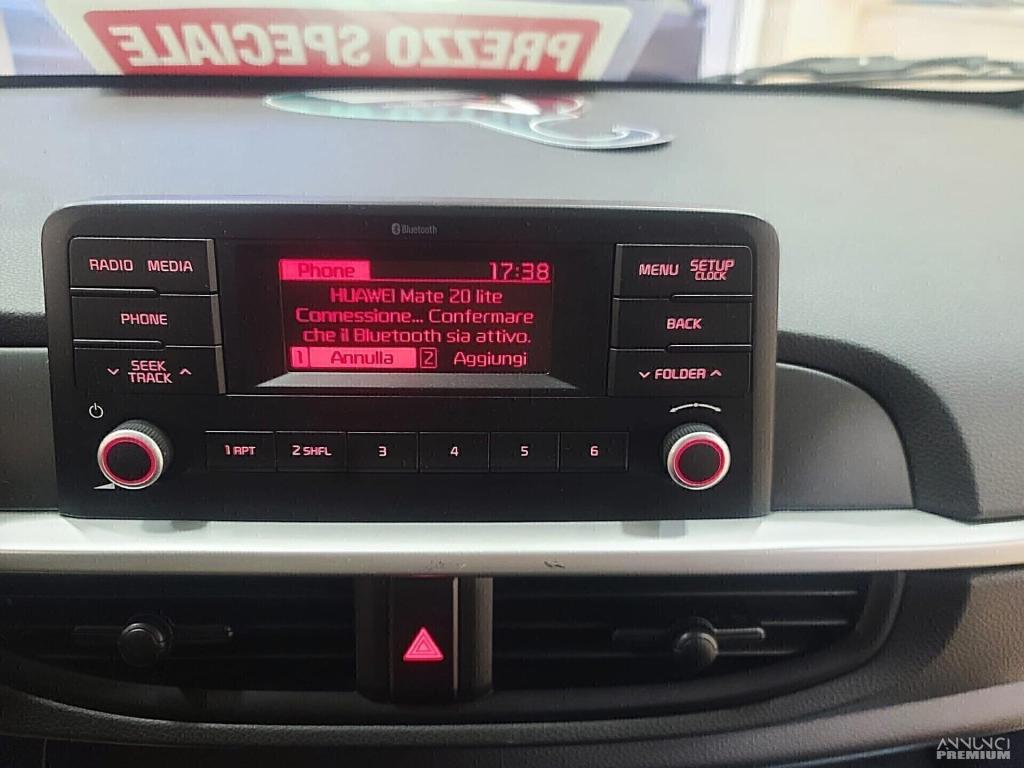 PREZZO SPECIALE
Bluetooth
RADIO MEDIA
PHONE
SEEK
TRACK
Phone 17:38
HUAWEI Mate 20 lite
Connessione... Confermare
che il Bluetooth sia attivo.
1 Annulla 2 Aggiungi
MENU SETUP
CLOCK
BACK
FOLDER
1 RPT 2 SHFL 3 4 5 6
ANNUNCI
PREMIUM